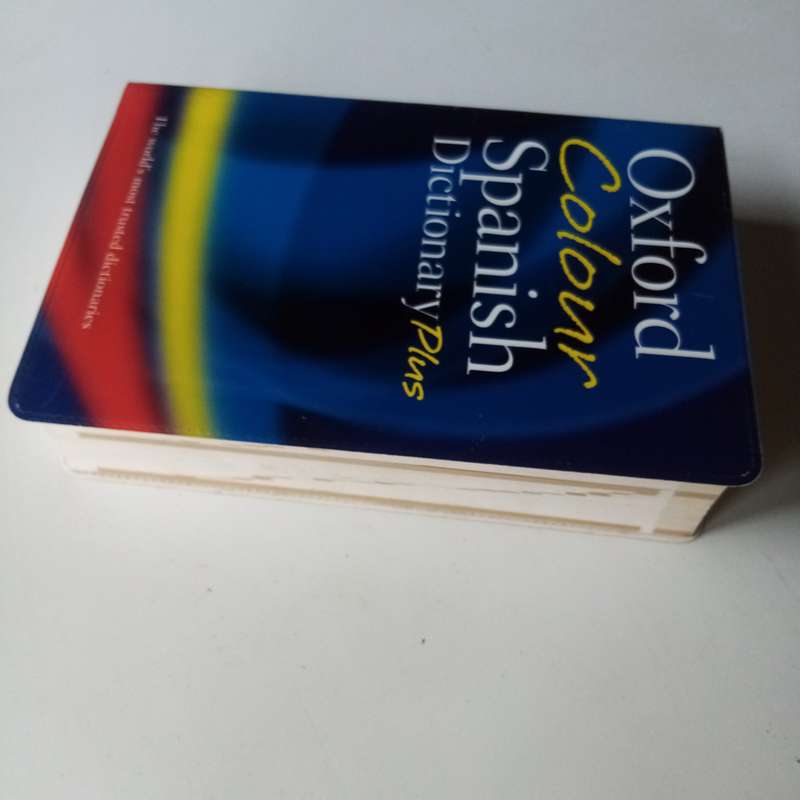 Oxford
Colour
Spanish
Dictionary Plus
The world's most trusted dictionaries